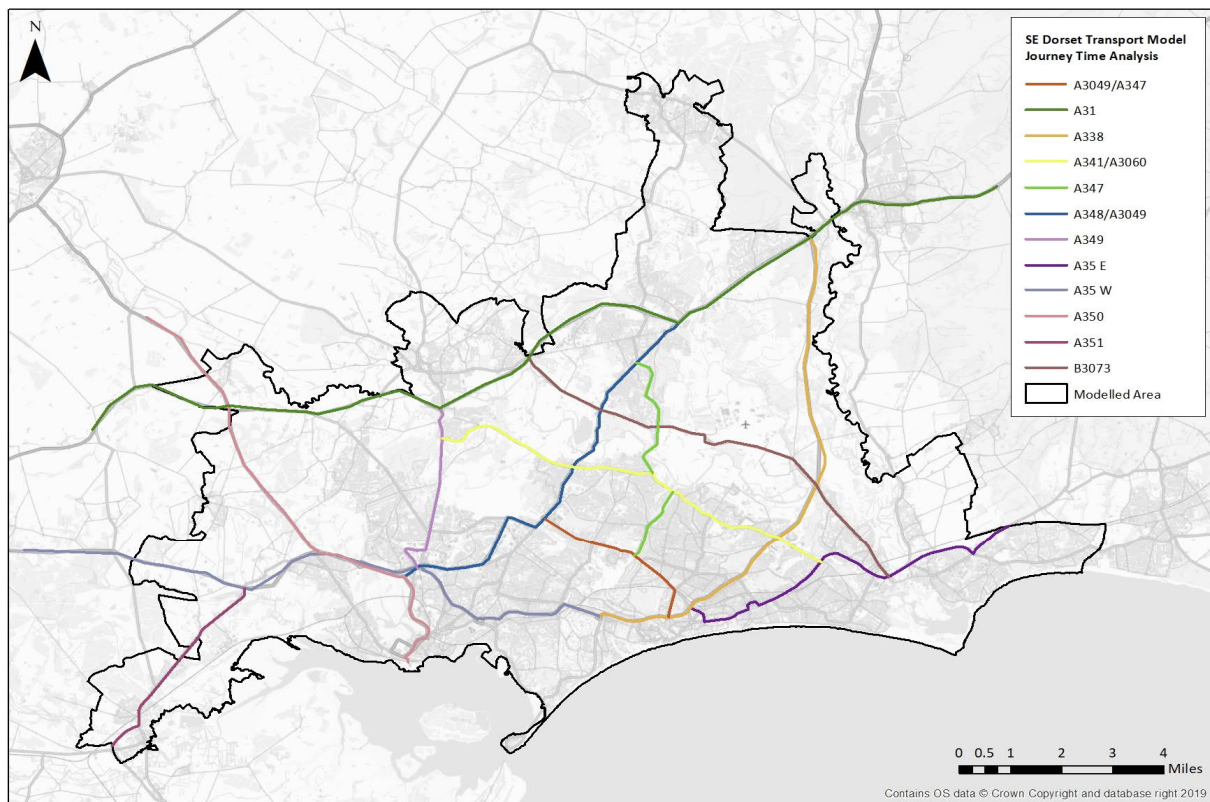 N
SE Dorset Transport Model
Journey Time Analysis
A3049/A347
A31
A338
A341/A3060
A347
A348/A3049
A349
A35 E
A35 W
A350
A351
B3073
Modelled Area
0 0.5 1 2 3 4
Miles
Contains OS data © Crown Copyright and database right 2019